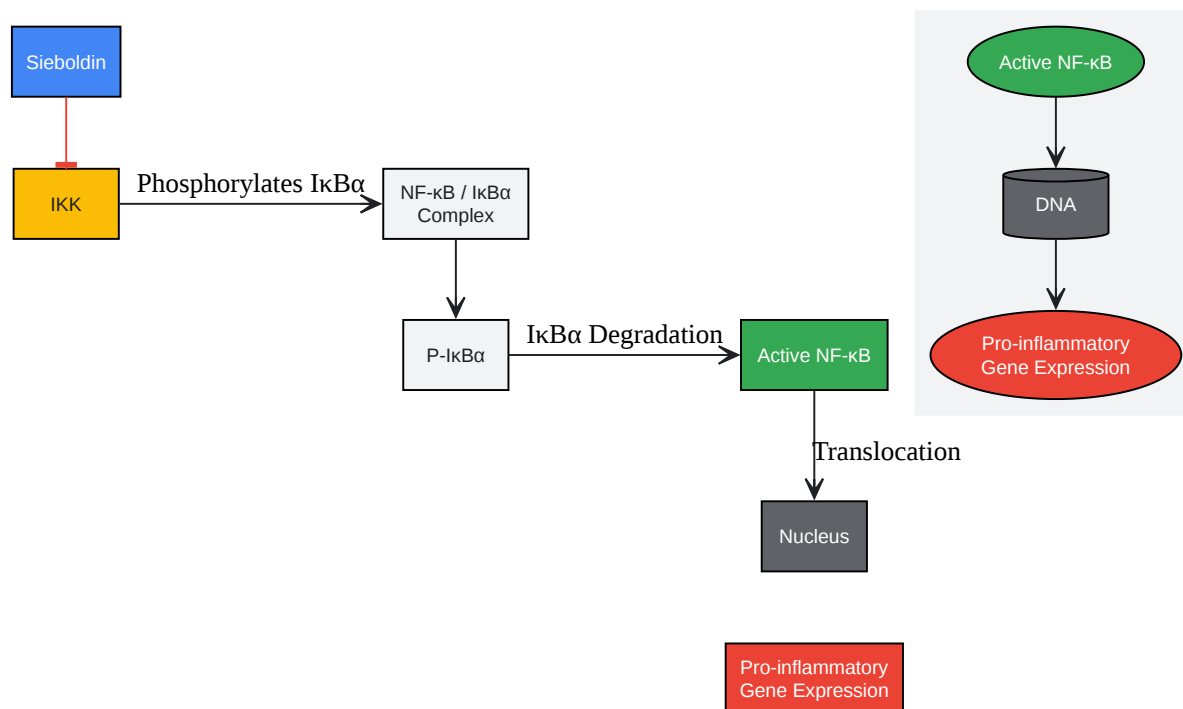 Sieboldin
Active NF-κB
IKK
Phosphorylates IκBα
NF-κB / IκBα
Complex
DNA
P-IκBα
IκBα Degradation
Active NF-κB
Pro-inflammatory
Gene Expression
Translocation
Nucleus
Pro-inflammatory
Gene Expression